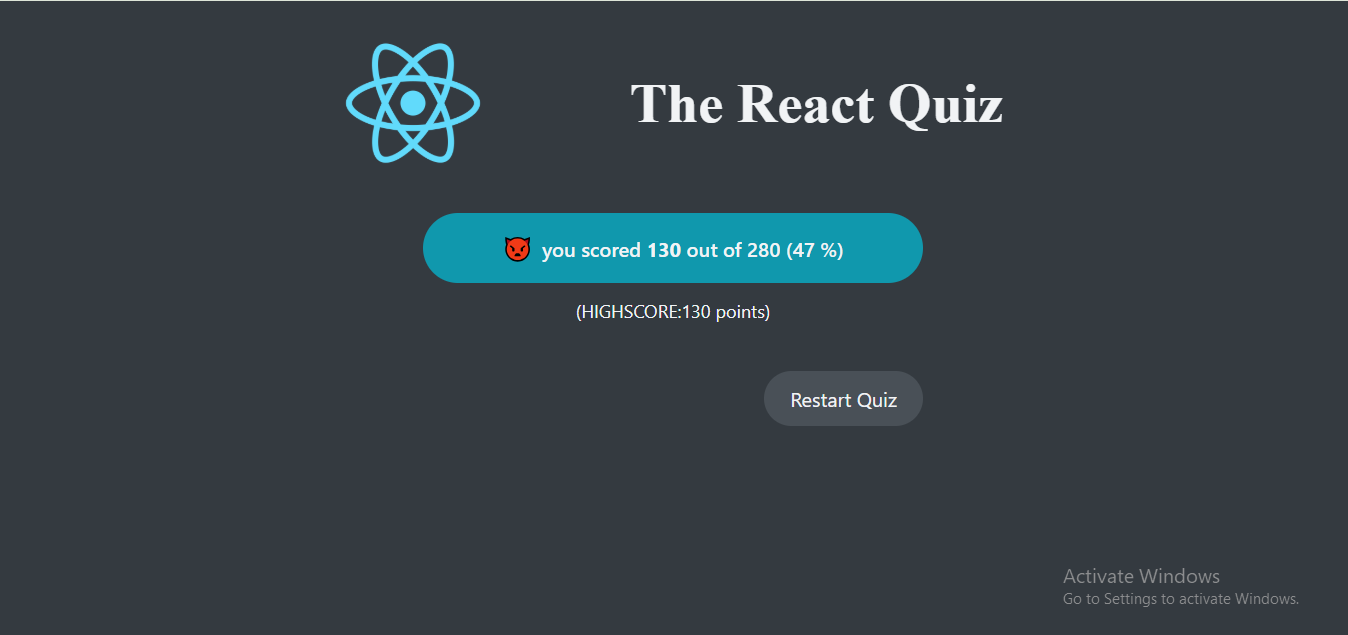 The React Quiz
👿 you scored 130 out of 280 (47 %)
(HIGHSCORE:130 points)
Restart Quiz
Activate Windows
Go to Settings to activate Windows.